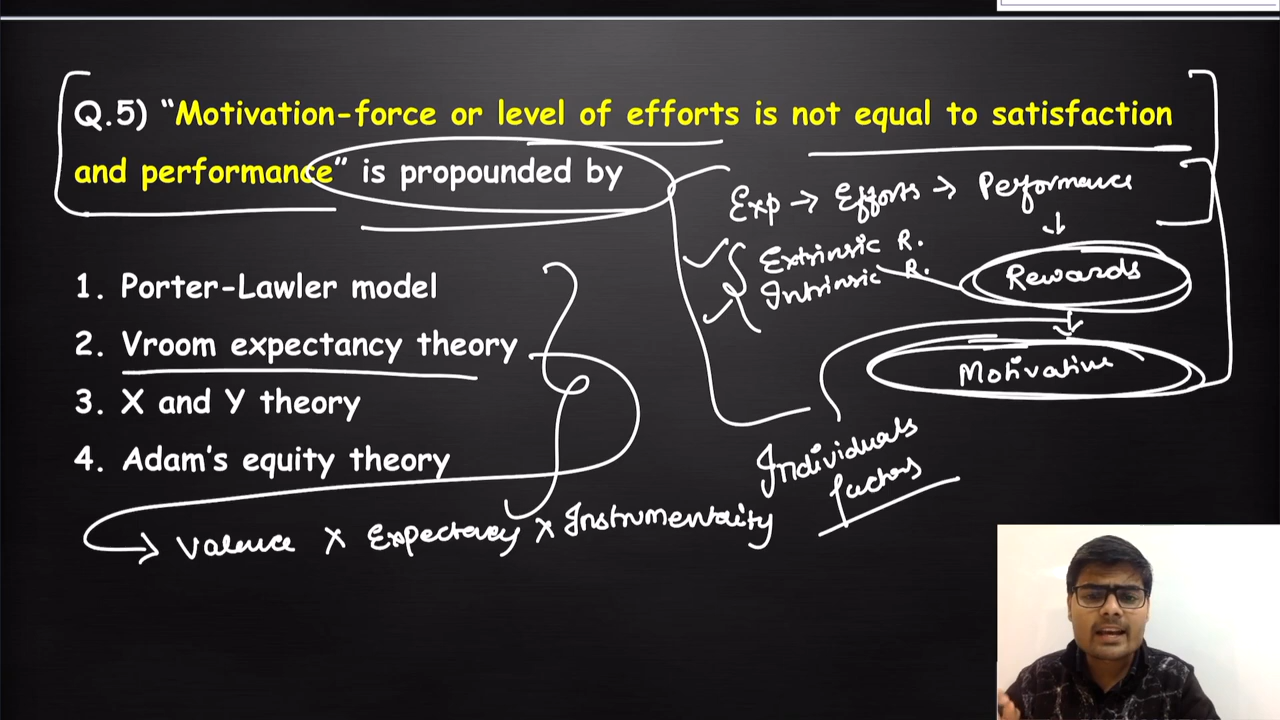 Q.5) “Motivation-force or level of efforts is not equal to satisfaction
and performance” is propounded by
Exp → Efforts → Performance
↓
Extrinsic R.
Intrinsic R.
Rewards
↓
Motivative
1. Porter-Lawler model
2. Vroom expectancy theory
3. X and Y theory
4. Adam’s equity theory
Individuals
factors
→ Valence X Expectancy X Instrumentality